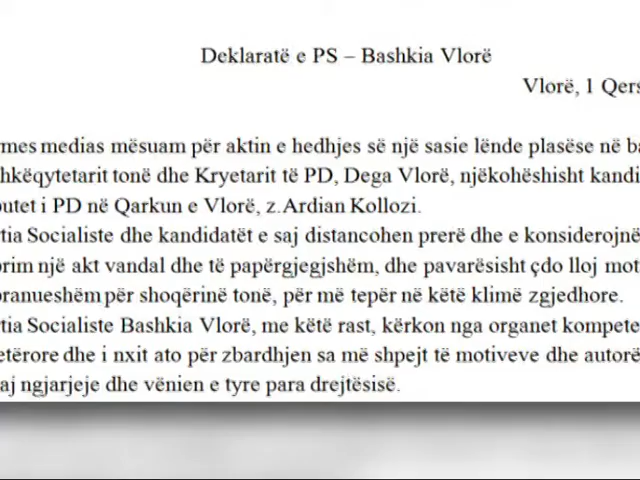 Deklaratë e PS – Bashkia Vlorë
Vlorë, 1 Qers
rmes medias mësuam për aktin e hedhjes së një sasie lënde plasëse në ba
hkëqytetarit tonë dhe Kryetarit të PD, Dega Vlorë, njëkohësisht kandi
putet i PD në Qarkun e Vlorë, z.Ardian Kollozi.
tia Socialiste dhe kandidatët e saj distancohen prerë dhe e konsiderojnë
prim një akt vandal dhe të papërgjegjshëm, dhe pavarësisht çdo lloj mot
pranueshëm për shoqërinë tonë, për më tepër në këtë klimë zgjedhore.
tia Socialiste Bashkia Vlorë, me këtë rast, kërkon nga organet kompete
etërore dhe i nxit ato për zbardhjen sa më shpejt të motiveve dhe autorë
aj ngjarjeje dhe vënien e tyre para drejtësisë.